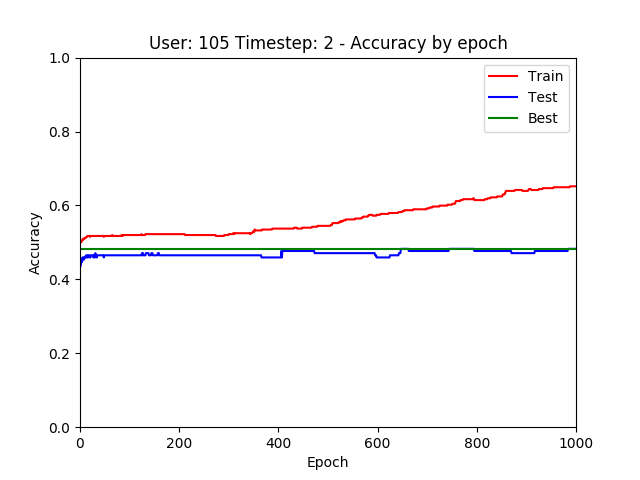 User: 105 Timestep: 2 - Accuracy by epoch
1.0
0.8
0.6
0.4
0.2
0.0
Accuracy
Train
Test
Best
0 200 400 600 800 1000
Epoch